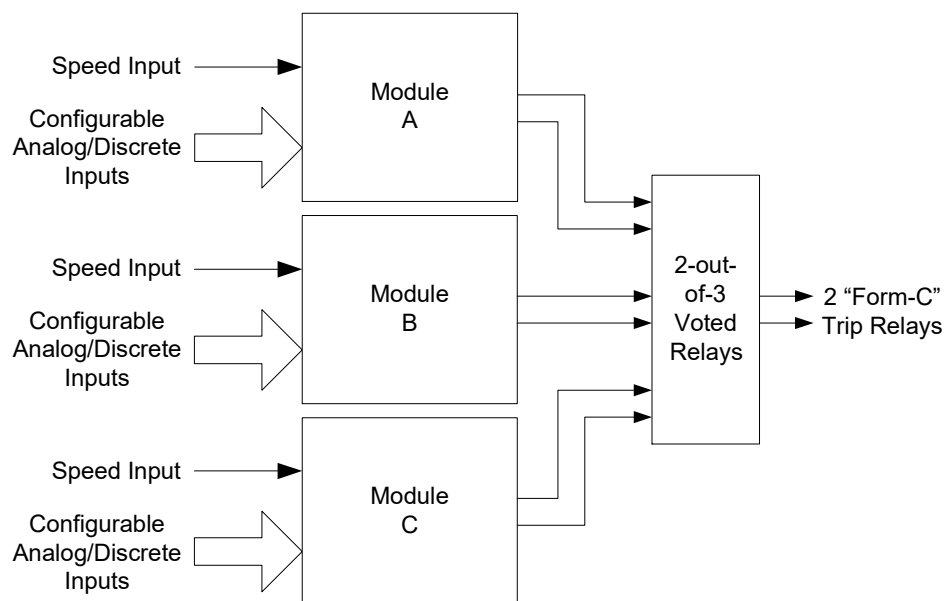 Speed Input
Configurable
Analog/Discrete
Inputs
Module
A
Speed Input
Configurable
Analog/Discrete
Inputs
Module
B
Speed Input
Configurable
Analog/Discrete
Inputs
Module
C
2-out-
of-3
Voted
Relays
2 “Form-C”
Trip Relays